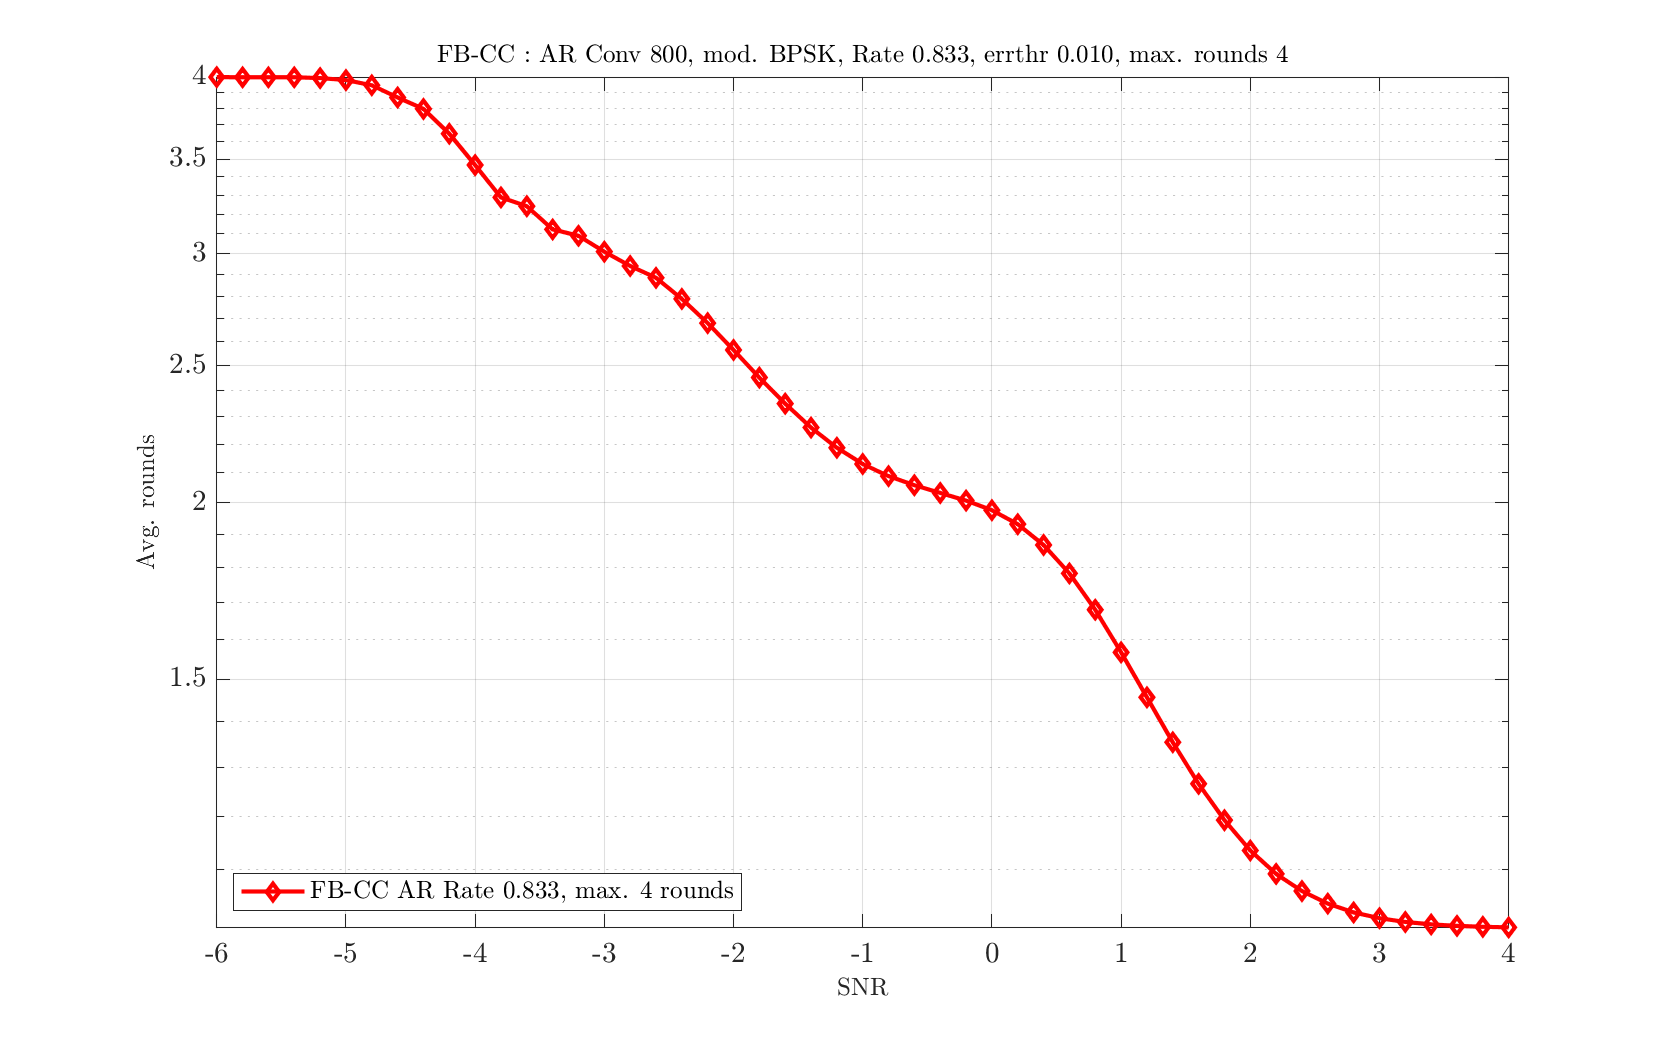 FB-CC : AR Conv 800, mod. BPSK, Rate 0.833, errthr 0.010, max. rounds 4
4
3.5
3
2.5
2
1.5
Avg. rounds
FB-CC AR Rate 0.833, max. 4 rounds
-6 -5 -4 -3 -2 -1 0 1 2 3 4
SNR